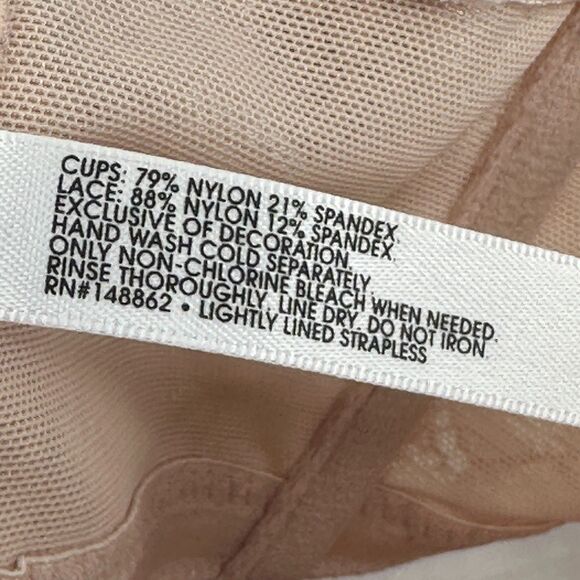 CUPS: 79% NYLON 21% SPANDEX.
LACE: 88% NYLON 12% SPANDEX.
EXCLUSIVE OF DECORATION.
HAND WASH COLD SEPARATELY
ONLY NON-CHLORINE BLEACH WHEN NEEDED.
RINSE THOROUGHLY. LINE DRY. DO NOT IRON
RN#148862 • LIGHTLY LINED STRAPLESS